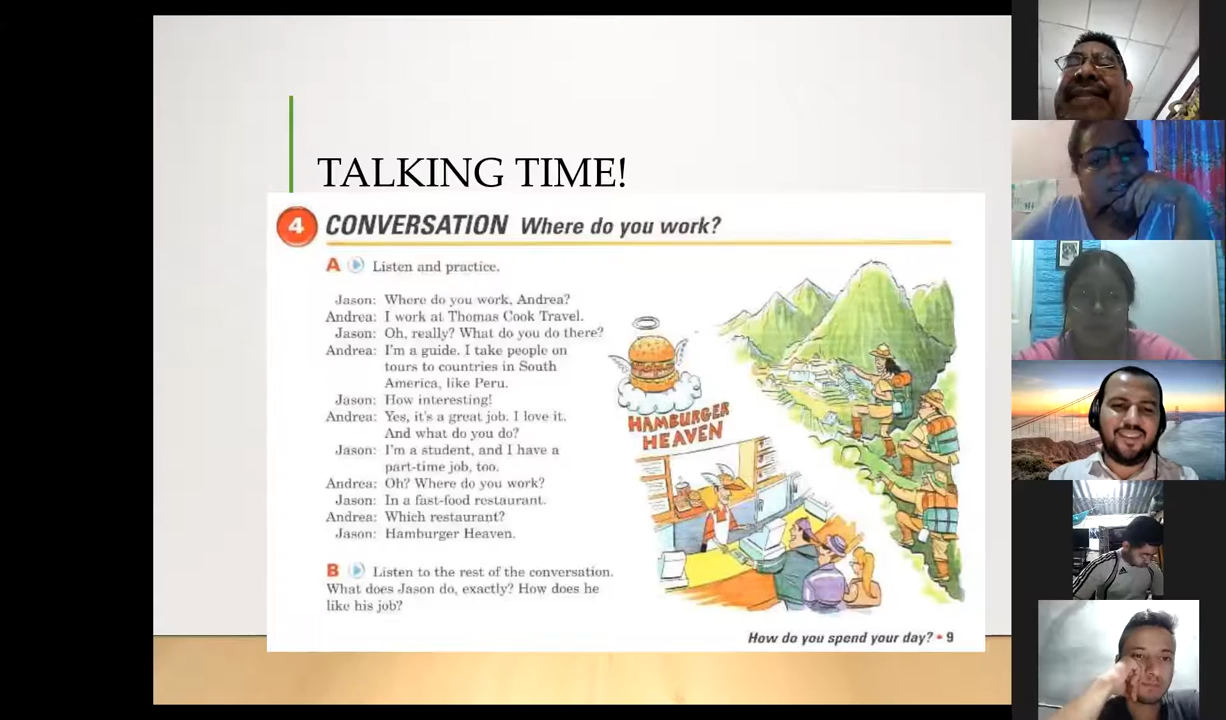 TALKING TIME!
4 CONVERSATION Where do you work?
A Listen and practice.
Jason: Where do you work, Andrea?
Andrea: I work at Thomas Cook Travel.
Jason: Oh, really? What do you do there?
Andrea: I'm a guide. I take people on
tours to countries in South
America, like Peru.
Jason: How interesting!
Andrea: Yes, it's a great job. I love it.
And what do you do?
Jason: I'm a student, and I have a
part-time job, too.
Andrea: Oh? Where do you work?
Jason: In a fast-food restaurant.
Andrea: Which restaurant?
Jason: Hamburger Heaven.
HAMBURGER
HEAVEN
B Listen to the rest of the conversation.
What does Jason do, exactly? How does he
like his job?
How do you spend your day? • 9